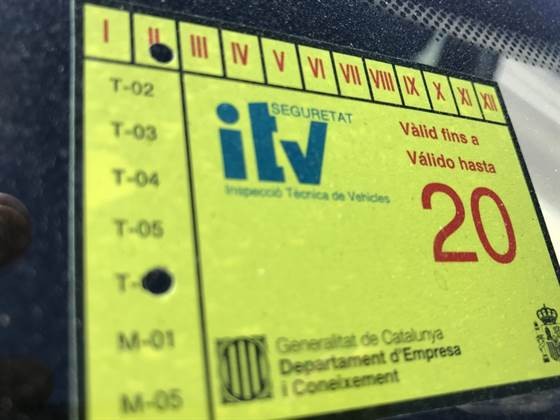 I II III IV V VI VII VIII IX X XI XII
T-02
SEGURETAT
itv
Vàlid fins a
T-03
Válido hasta
T-04
Inspecció Tècnica de Vehicles
20
T-05
T-
M-01
Generalitat de Catalunya
Departament d'Empresa
i Coneixement
M-05